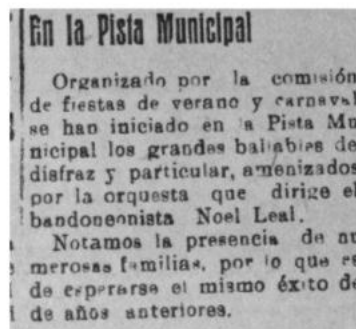 En la Pista Municipal
Organizado por la comisión
de fiestas de verano y carnaval
se han iniciado en la Pista Mu
nicipal los grandes bailables de
disfraz y particular, amenizados
por la orquesta que dirige el
bandoneonista Noel Leal.
Notamos la presencia de nu
merosas familias, por lo que es
de esperarse el mismo éxito de
de años anteriores.